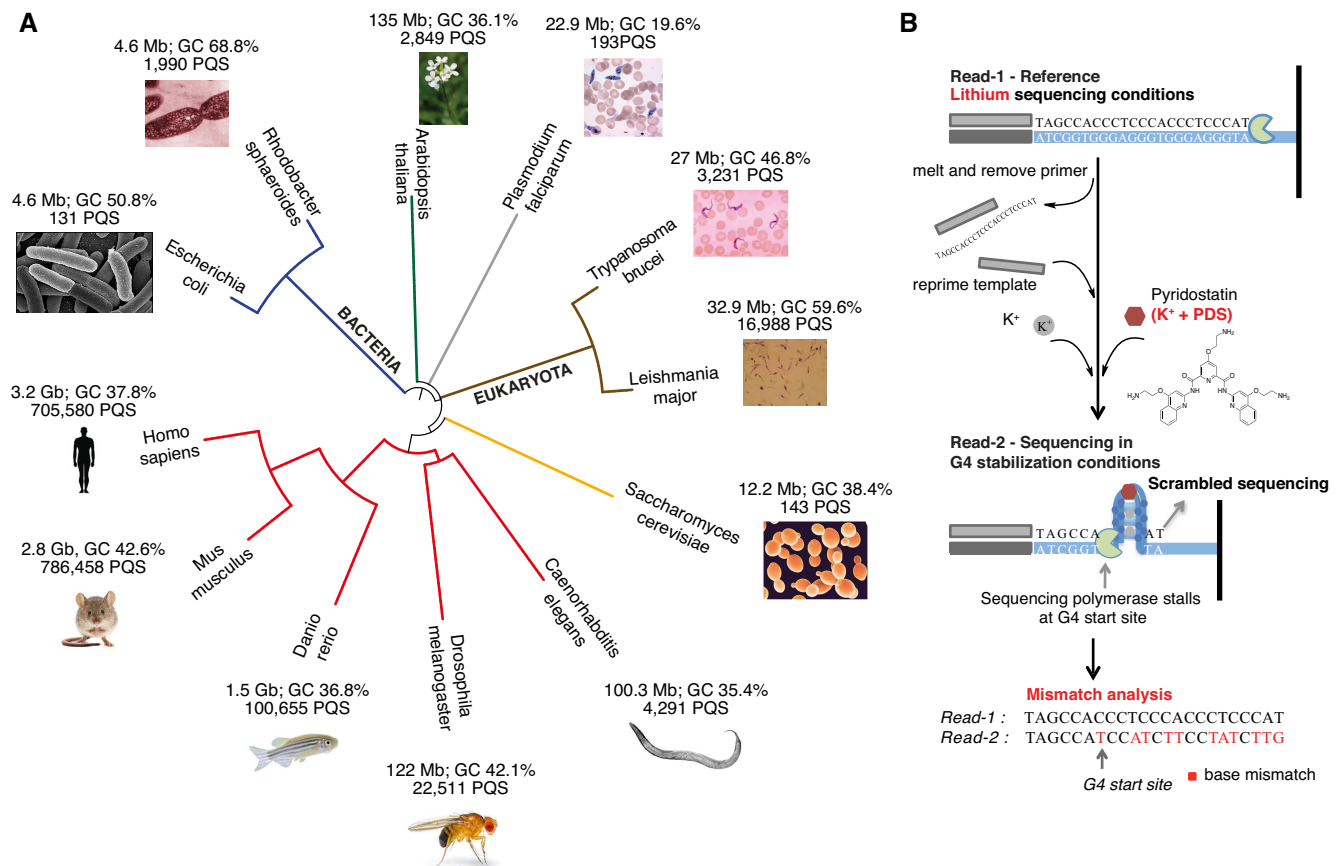 A
4.6 Mb; GC 68.8%
1,990 PQS
Rhodobacter
sphaeroides
135 Mb; GC 36.1%
2,849 PQS
Arabidopsis
thaliana
22.9 Mb; GC 19.6%
193PQS
Plasmodium
falciparum
27 Mb; GC 46.8%
3,231 PQS
Trypanosoma
brucei
4.6 Mb; GC 50.8%
131 PQS
Escherichia
coli
BACTERIA
EUKARYOTA
32.9 Mb; GC 59.6%
16,988 PQS
Leishmania
major
3.2 Gb; GC 37.8%
705,580 PQS
Homo
sapiens
12.2 Mb; GC 38.4%
143 PQS
Saccharomyces
cerevisiae
2.8 Gb, GC 42.6%
786,458 PQS
Mus
musculus
Danio
rerio
1.5 Gb; GC 36.8%
100,655 PQS
Drosophila
melanogaster
122 Mb; GC 42.1%
22,511 PQS
Caenorhabditis
elegans
100.3 Mb; GC 35.4%
4,291 PQS
B
Read-1 - Reference
Lithium sequencing conditions
TAGCCACCCTCCCACCCTCCCAT
ATCGGTGGGAGGGTGGGAGGGTA
melt and remove primer
TAGCCACCCTCCCACCCTCCCAT
reprime template
K⁺
K⁺
Pyridostatin
(K⁺ + PDS)
NH₂
O
O
N
O
NH
HN
H₂N
O
N
N
O
NH₂
Read-2 - Sequencing in
G4 stabilization conditions
Scrambled sequencing
TAGCCA
AT
ATCGGT
TA
Sequencing polymerase stalls
at G4 start site
Mismatch analysis
Read-1 : TAGCCACCCTCCCACCCTCCCAT
Read-2 : TAGCCATCCATCTTCCTATCTTG
G4 start site
base mismatch